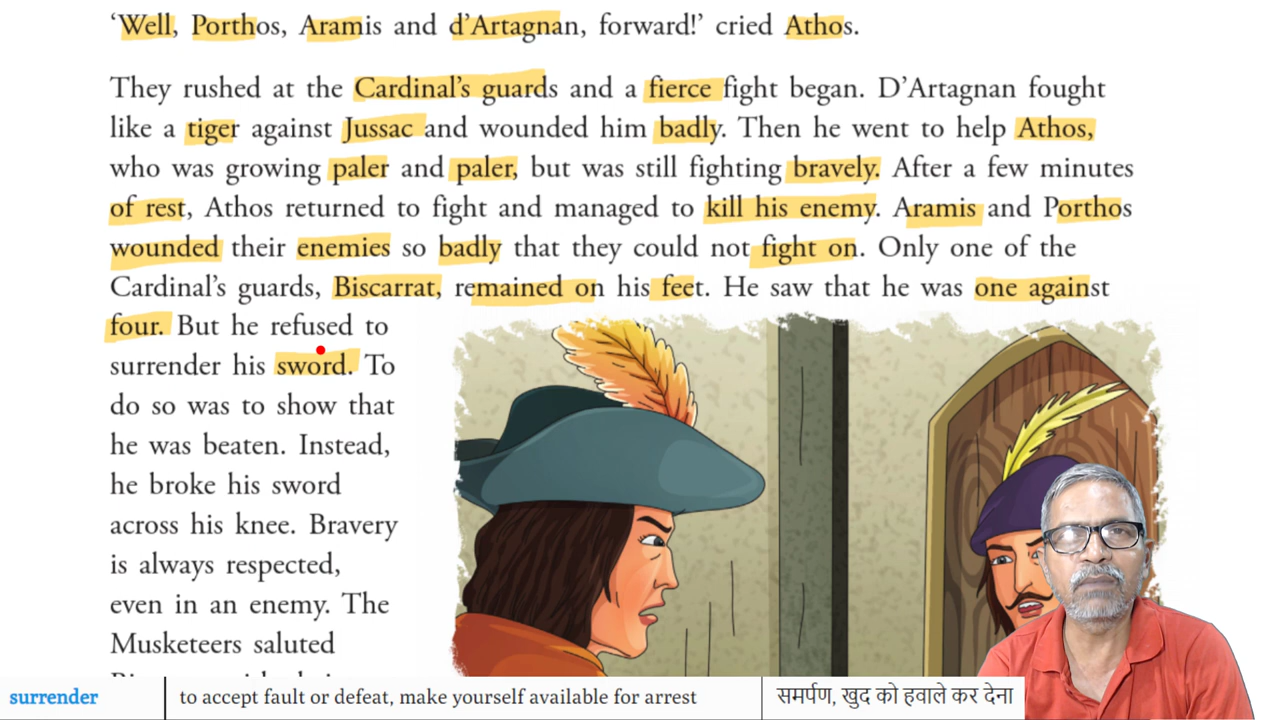 ‘Well, Porthos, Aramis and d’Artagnan, forward!’ cried Athos.
They rushed at the Cardinal’s guards and a fierce fight began. D’Artagnan fought
like a tiger against Jussac and wounded him badly. Then he went to help Athos,
who was growing paler and paler, but was still fighting bravely. After a few minutes
of rest, Athos returned to fight and managed to kill his enemy. Aramis and Porthos
wounded their enemies so badly that they could not fight on. Only one of the
Cardinal’s guards, Biscarrat, remained on his feet. He saw that he was one against
four. But he refused to
surrender his sword. To
do so was to show that
he was beaten. Instead,
he broke his sword
across his knee. Bravery
is always respected,
even in an enemy. The
Musketeers saluted
surrender to accept fault or defeat, make yourself available for arrest समर्पण, खुद को हवाले कर देना